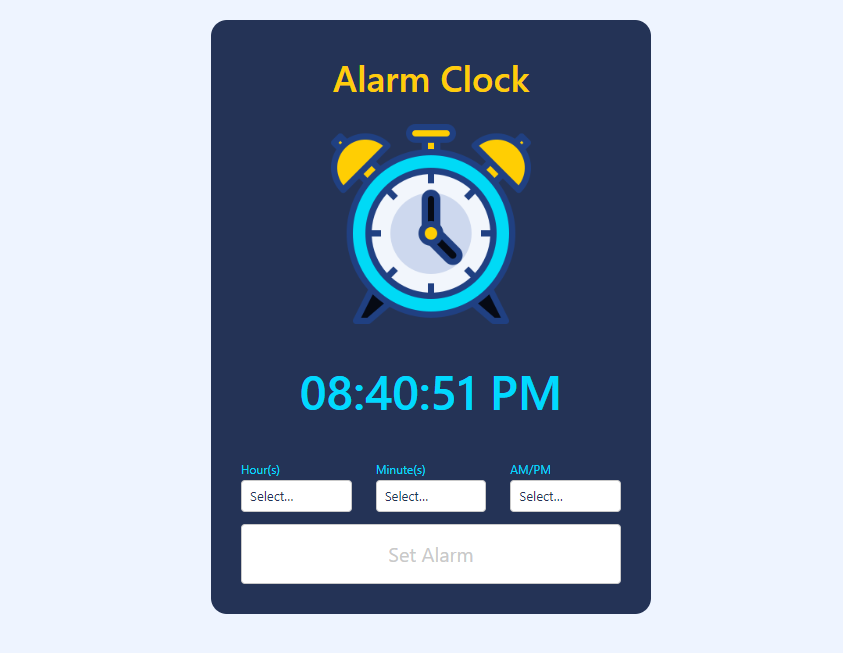 Alarm Clock
08:40:51 PM
Hour(s) Minute(s) AM/PM
Select... Select... Select...
Set Alarm